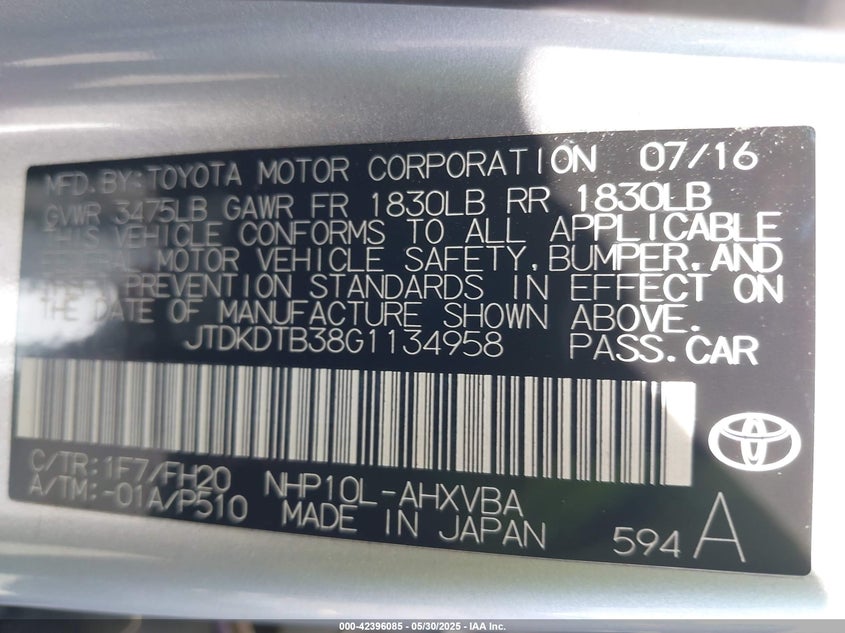 MFD.BY:TOYOTA MOTOR CORPORATION 07/16
GVWR 3475LB GAWR FR 1830LB RR 1830LB
THIS VEHICLE CONFORMS TO ALL APPLICABLE
FEDERAL MOTOR VEHICLE SAFETY,BUMPER,AND
THEFT PREVENTION STANDARDS IN EFFECT ON
THE DATE OF MANUFACTURE SHOWN ABOVE.
JTDKDTB38G1134958 PASS.CAR
C/TR:1F7/FH20
A/TM:-01A/P510
NHP10L-AHXVBA
MADE IN JAPAN
594 A
000-42396085 - 05/30/2025 - IAA Inc.